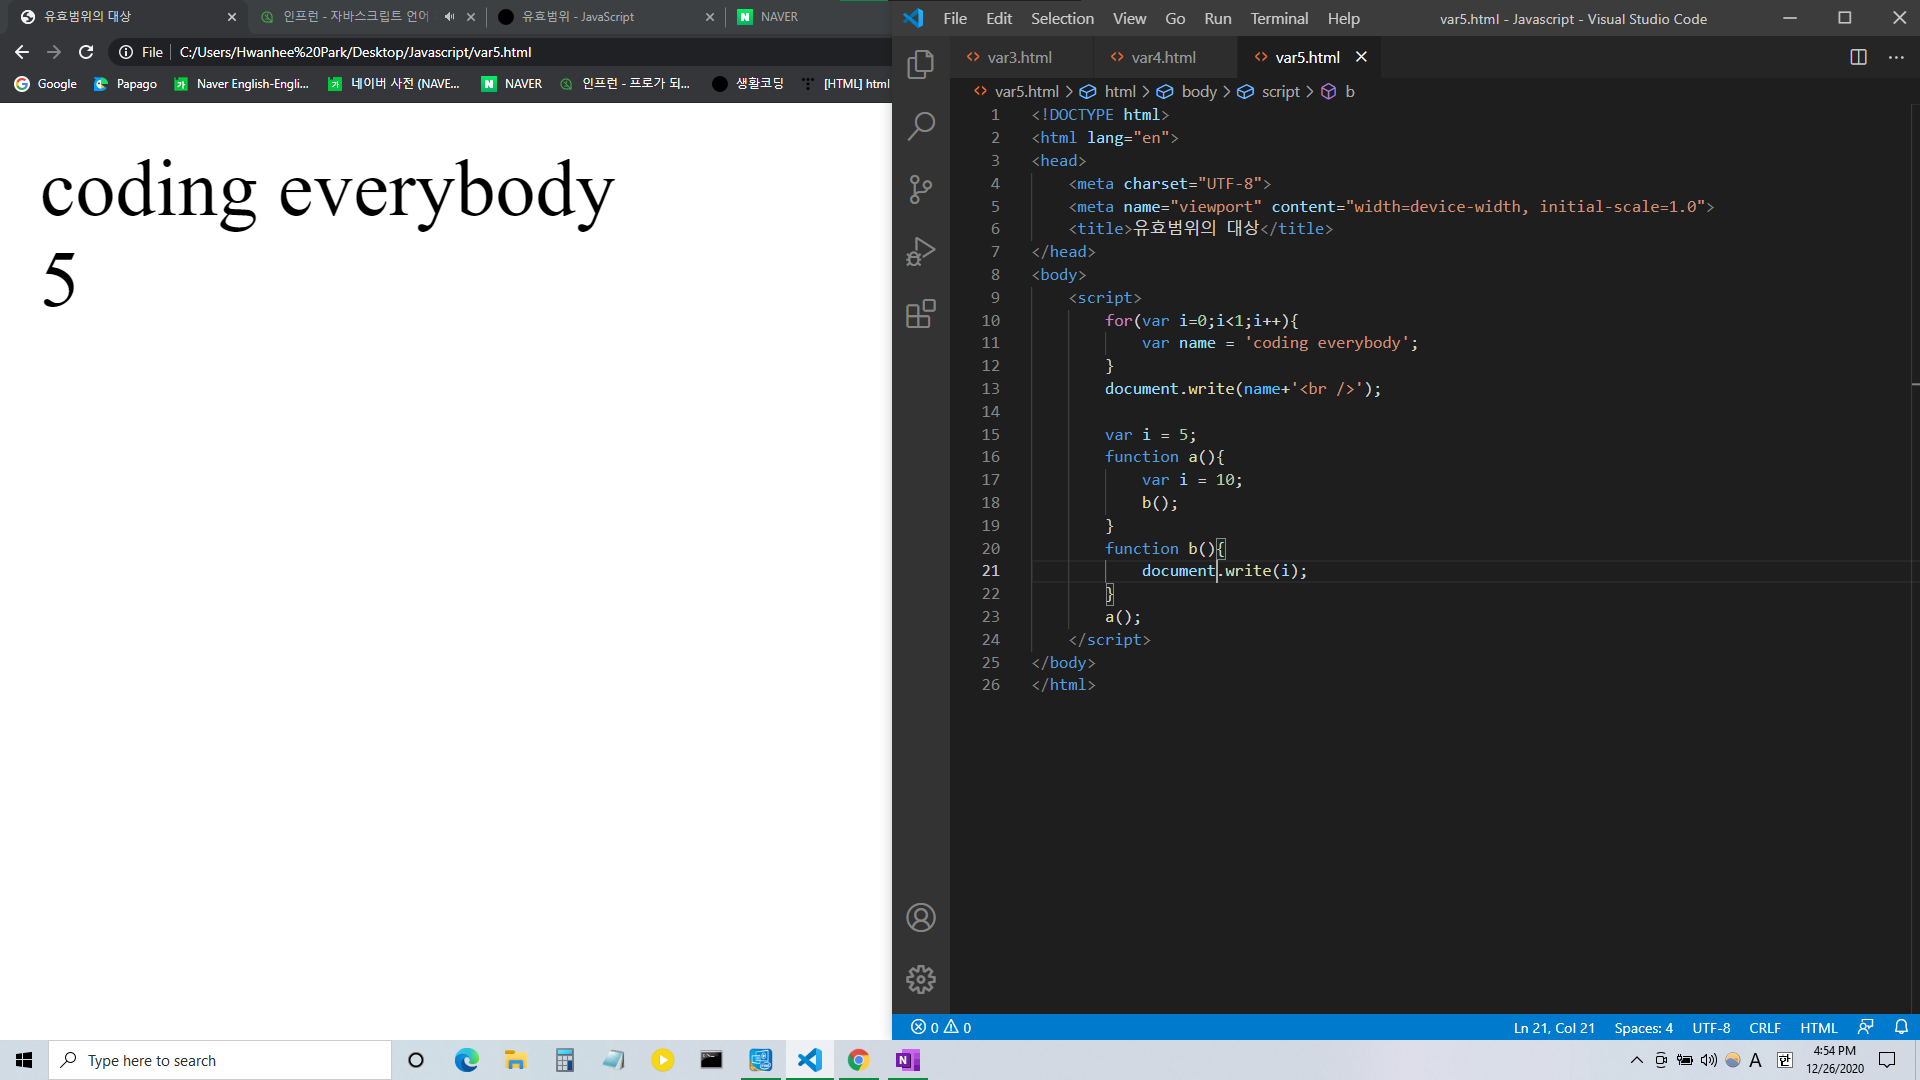 유효범위의 대상
인프런 - 자바스크립트 언어
유효범위 - JavaScript
NAVER
File
C:/Users/Hwanhee%20Park/Desktop/Javascript/var5.html
Google
Papago
Naver English-Engli...
네이버 사전 (NAVE...
NAVER
인프런 - 프로가 되...
생활코딩
[HTML] html
coding everybody
5
File Edit Selection View Go Run Terminal Help
var5.html - Javascript - Visual Studio Code
var3.html
var4.html
var5.html
var5.html > html > body > script > b
1 <!DOCTYPE html>
2 <html lang="en">
3 <head>
4 <meta charset="UTF-8">
5 <meta name="viewport" content="width=device-width, initial-scale=1.0">
6 <title>유효범위의 대상</title>
7 </head>
8 <body>
9 <script>
10 for(var i=0;i<1;i++){
11 var name = 'coding everybody';
12 }
13 document.write(name+'<br />');
14
15 var i = 5;
16 function a(){
17 var i = 10;
18 b();
19 }
20 function b(){
21 document.write(i);
22 }
23 a();
24 </script>
25 </body>
26 </html>
0 0
Ln 21, Col 21
Spaces: 4
UTF-8
CRLF
HTML
Type here to search
A
한
4:54 PM
12/26/2020